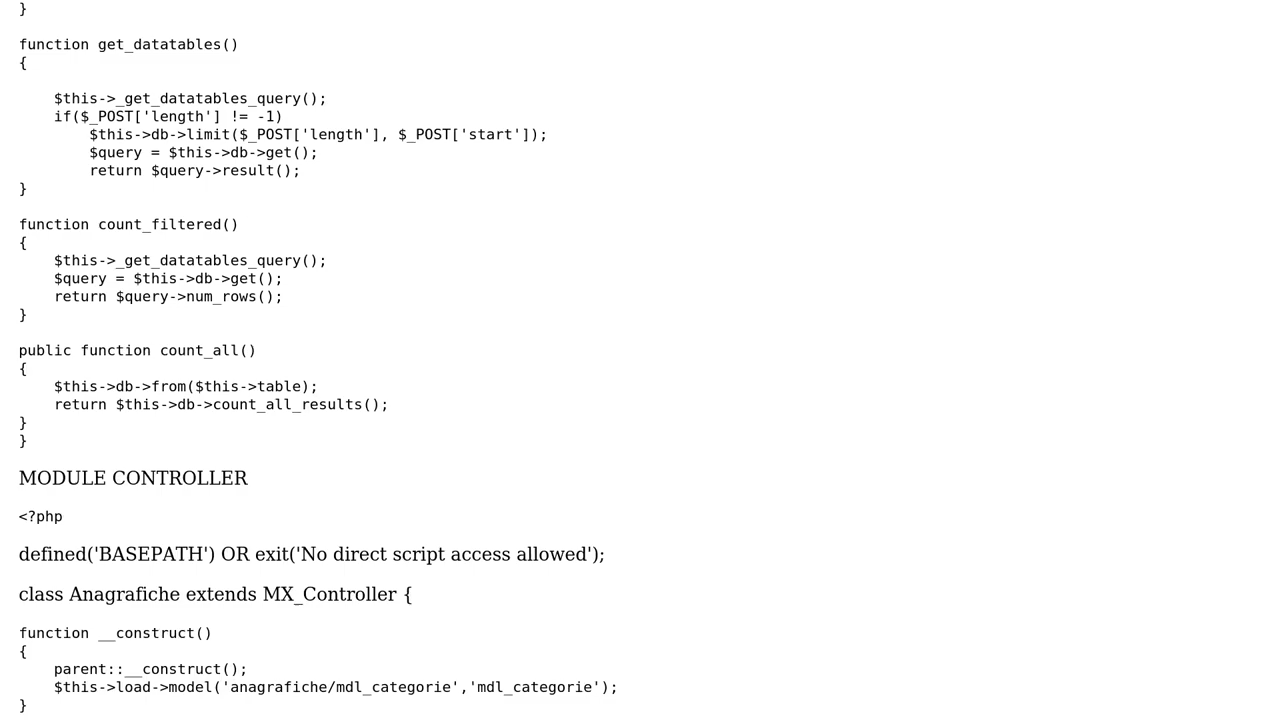 }
function get_datatables()
{
    $this->_get_datatables_query();
    if($_POST['length'] != -1)
        $this->db->limit($_POST['length'], $_POST['start']);
        $query = $this->db->get();
        return $query->result();
}
function count_filtered()
{
    $this->_get_datatables_query();
    $query = $this->db->get();
    return $query->num_rows();
}
public function count_all()
{
    $this->db->from($this->table);
    return $this->db->count_all_results();
}
}
MODULE CONTROLLER
<?php
defined('BASEPATH') OR exit('No direct script access allowed');
class Anagrafiche extends MX_Controller {
function __construct()
{
    parent::__construct();
    $this->load->model('anagrafiche/mdl_categorie','mdl_categorie');
}